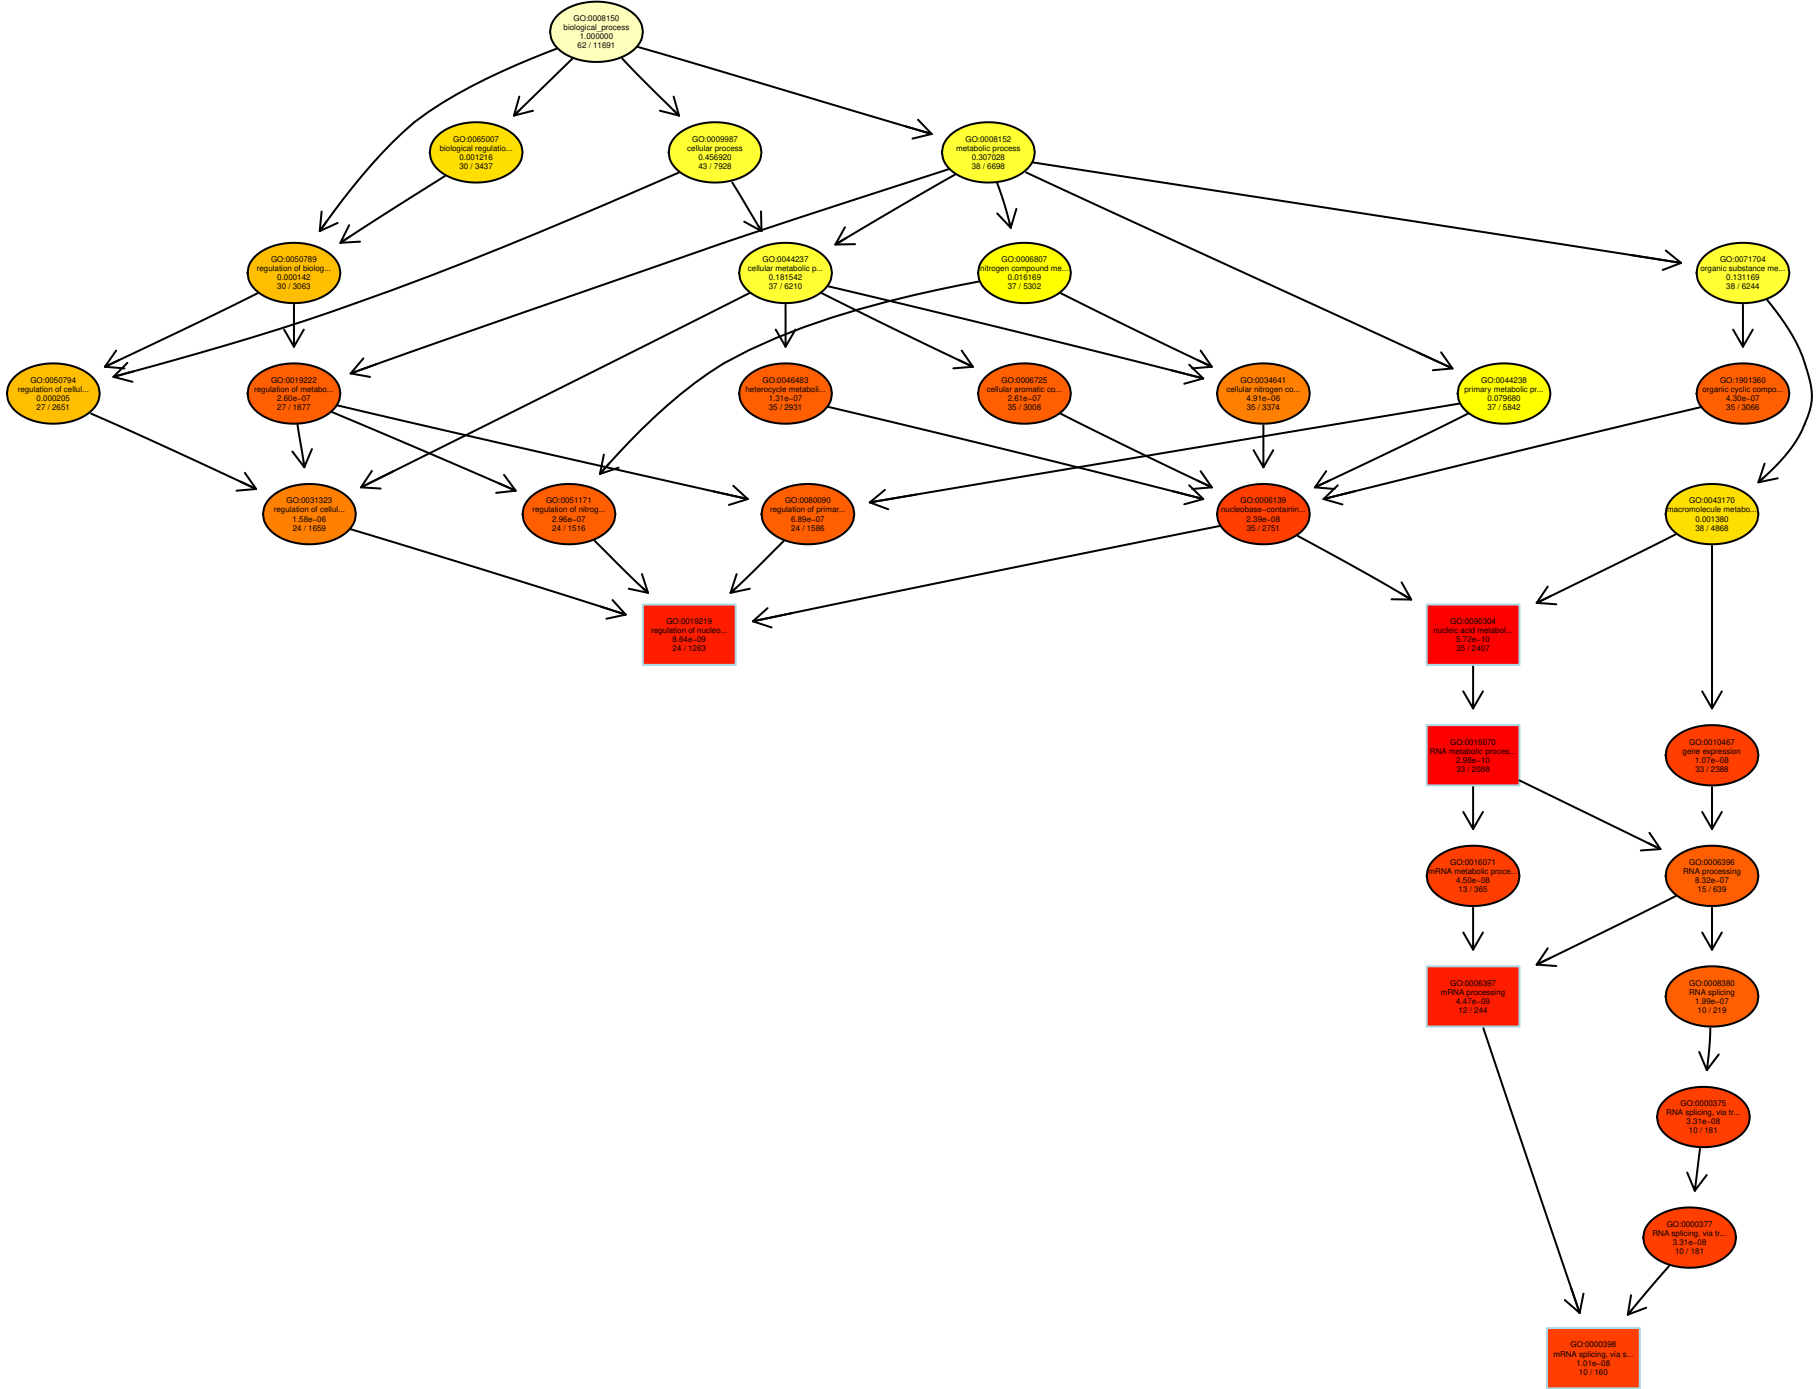 GO:0008150
biological_process
1.000000
62 / 11691
GO:0065007
biological regulatio...
0.001216
30 / 3437
GO:0009987
cellular process
0.456920
43 / 7928
GO:0008152
metabolic process
0.307028
38 / 6698
GO:0050789
regulation of biolog...
0.000142
30 / 3063
GO:0044237
cellular metabolic p...
0.181542
37 / 6210
GO:0006807
nitrogen compound me...
0.016169
37 / 5302
GO:0071704
organic substance me...
0.131169
38 / 6244
GO:0050794
regulation of cellul...
0.000205
27 / 2651
GO:0019222
regulation of metabo...
2.60e−07
27 / 1877
GO:0046483
heterocycle metaboli...
1.31e−07
35 / 2931
GO:0006725
cellular aromatic co...
2.61e−07
35 / 3008
GO:0034641
cellular nitrogen co...
4.91e−06
35 / 3374
GO:0044238
primary metabolic pr...
0.079680
37 / 5842
GO:1901360
organic cyclic compo...
4.30e−07
35 / 3066
GO:0031323
regulation of cellul...
1.58e−06
24 / 1659
GO:0051171
regulation of nitrog...
2.96e−07
24 / 1516
GO:0080090
regulation of primar...
6.89e−07
24 / 1586
GO:0006139
nucleobase−containin...
2.39e−08
35 / 2751
GO:0043170
macromolecule metabo...
0.001380
38 / 4868
GO:0019219
regulation of nucleo...
8.64e−09
24 / 1263
GO:0090304
nucleic acid metabol...
5.72e−10
35 / 2407
GO:0016070
RNA metabolic proces...
2.98e−10
33 / 2088
GO:0010467
gene expression
1.07e−08
33 / 2388
GO:0016071
mRNA metabolic proce...
4.50e−08
13 / 365
GO:0006396
RNA processing
8.32e−07
15 / 639
GO:0006397
mRNA processing
4.47e−09
12 / 244
GO:0008380
RNA splicing
1.99e−07
10 / 219
GO:0000375
RNA splicing, via tr...
3.31e−08
10 / 181
GO:0000377
RNA splicing, via tr...
3.31e−08
10 / 181
GO:0000398
mRNA splicing, via s...
1.01e−08
10 / 160